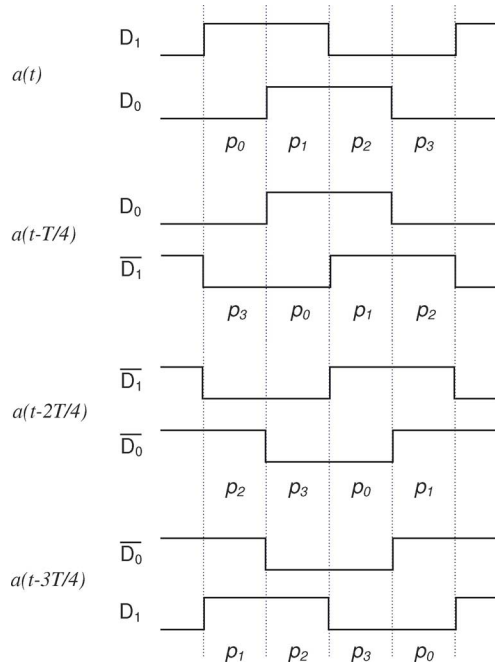 D₁
a(t)
D₀
p₀ p₁ p₂ p₃
D₀
a(t-T/4)
D̅₁
p₃ p₀ p₁ p₂
D̅₁
a(t-2T/4)
D̅₀
p₂ p₃ p₀ p₁
D̅₀
a(t-3T/4)
D₁
p₁ p₂ p₃ p₀